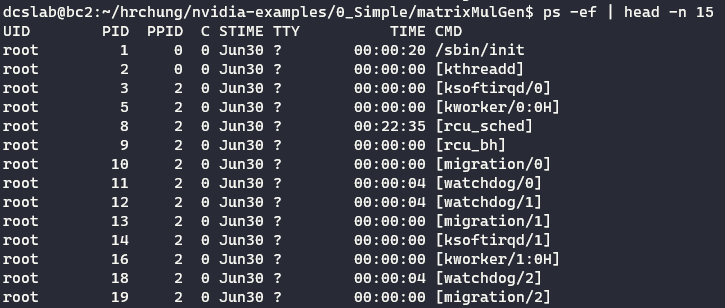 dcslab@bc2:~/hrchung/nvidia-examples/0_Simple/matrixMulGen$ ps -ef | head -n 15
UID        PID  PPID  C STIME TTY          TIME CMD
root         1     0  0 Jun30 ?        00:00:20 /sbin/init
root         2     0  0 Jun30 ?        00:00:00 [kthreadd]
root         3     2  0 Jun30 ?        00:00:00 [ksoftirqd/0]
root         5     2  0 Jun30 ?        00:00:00 [kworker/0:0H]
root         8     2  0 Jun30 ?        00:22:35 [rcu_sched]
root         9     2  0 Jun30 ?        00:00:00 [rcu_bh]
root        10     2  0 Jun30 ?        00:00:00 [migration/0]
root        11     2  0 Jun30 ?        00:00:04 [watchdog/0]
root        12     2  0 Jun30 ?        00:00:04 [watchdog/1]
root        13     2  0 Jun30 ?        00:00:00 [migration/1]
root        14     2  0 Jun30 ?        00:00:00 [ksoftirqd/1]
root        16     2  0 Jun30 ?        00:00:00 [kworker/1:0H]
root        18     2  0 Jun30 ?        00:00:04 [watchdog/2]
root        19     2  0 Jun30 ?        00:00:00 [migration/2]